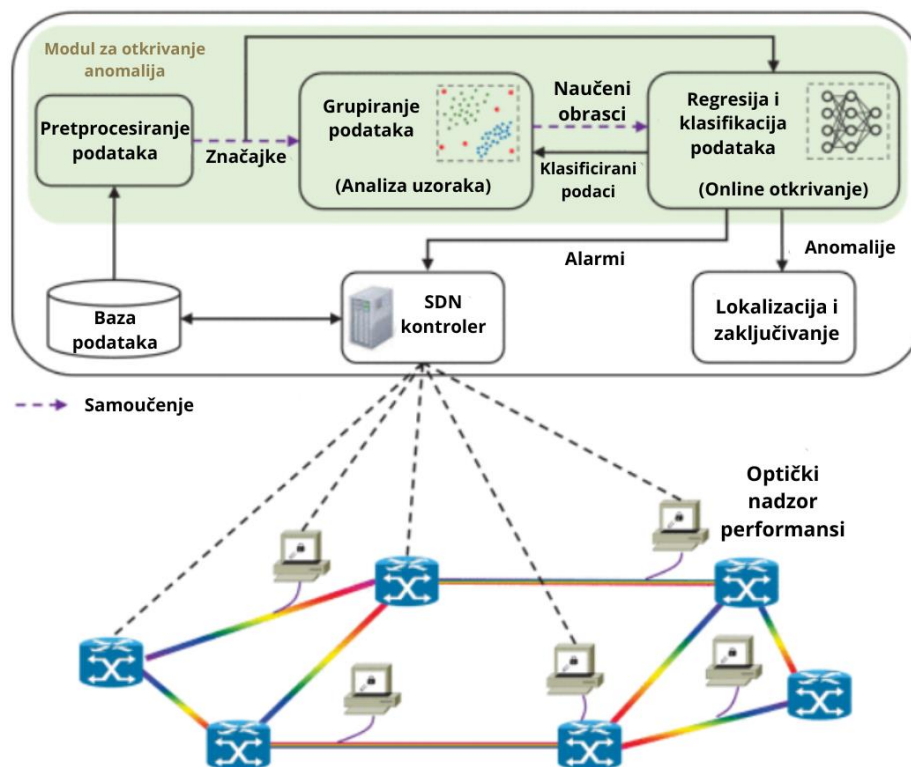 Modul za otkrivanje
anomalija
Pretprocesiranje
podataka
Značajke
Grupiranje
podataka
(Analiza uzoraka)
Naučeni
obrasci
Klasificirani
podaci
Regresija i
klasifikacija
podataka
(Online otkrivanje)
Alarmi
Anomalije
Baza
podataka
SDN
kontroler
Lokalizacija i
zaključivanje
Samoučenje
Optički
nadzor
performansi